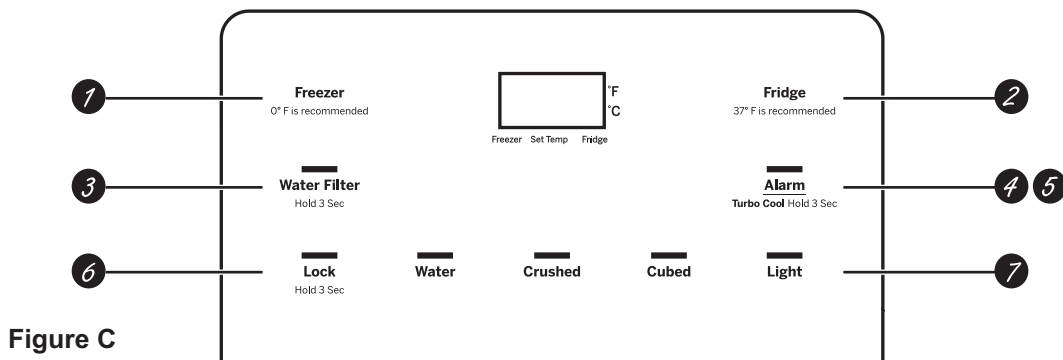 1
Freezer
0° F is recommended
°F
°C
Freezer Set Temp Fridge
Fridge
37° F is recommended
2
3
Water Filter
Hold 3 Sec
Alarm
Turbo Cool Hold 3 Sec
4 5
6
Lock
Hold 3 Sec
Water
Crushed
Cubed
Light
7
Figure C